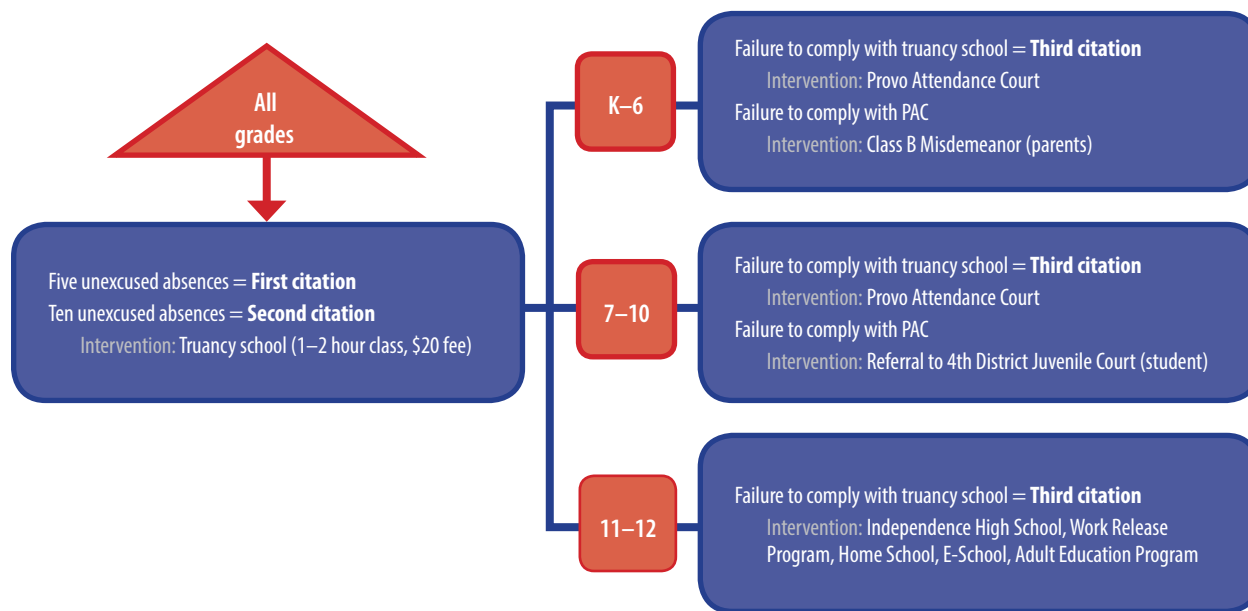 All
grades
Five unexcused absences = First citation
Ten unexcused absences = Second citation
Intervention: Truancy school (1–2 hour class, $20 fee)
K–6
Failure to comply with truancy school = Third citation
Intervention: Provo Attendance Court
Failure to comply with PAC
Intervention: Class B Misdemeanor (parents)
7–10
Failure to comply with truancy school = Third citation
Intervention: Provo Attendance Court
Failure to comply with PAC
Intervention: Referral to 4th District Juvenile Court (student)
11–12
Failure to comply with truancy school = Third citation
Intervention: Independence High School, Work Release
Program, Home School, E-School, Adult Education Program